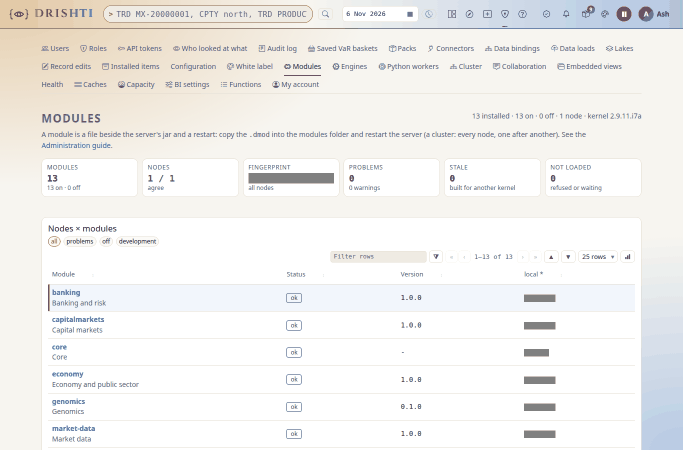 { } DRISHTI
> TRD MX-20000001, CPTY north, TRD PRODUC
6 Nov 2026
9
A Ash
Users Roles API tokens Who looked at what Audit log Saved VaR baskets Packs Connectors Data bindings Data loads Lakes
Record edits Installed items Configuration White label Modules Engines Python workers Cluster Collaboration Embedded views
Health Caches Capacity BI settings Functions My account
MODULES
13 installed · 13 on · 0 off · 1 node · kernel 2.9.11.i7a
A module is a file beside the server's jar and a restart: copy the .dmod into the modules folder and restart the server (a cluster: every node, one after another). See the
Administration guide.
MODULES NODES FINGERPRINT PROBLEMS STALE NOT LOADED
13 1 / 1 0 0 0
13 on · 0 off agree all nodes 0 warnings built for another kernel refused or waiting
Nodes × modules
all problems off development
Filter rows « ‹ 1–13 of 13 › » ▲ ▼ 25 rows ▾
Module Status Version local *
banking
Banking and risk
ok 1.0.0
capitalmarkets
Capital markets
ok 1.0.0
core
Core
ok -
economy
Economy and public sector
ok 1.0.0
genomics
Genomics
ok 0.1.0
market-data
Market data
ok 1.0.0